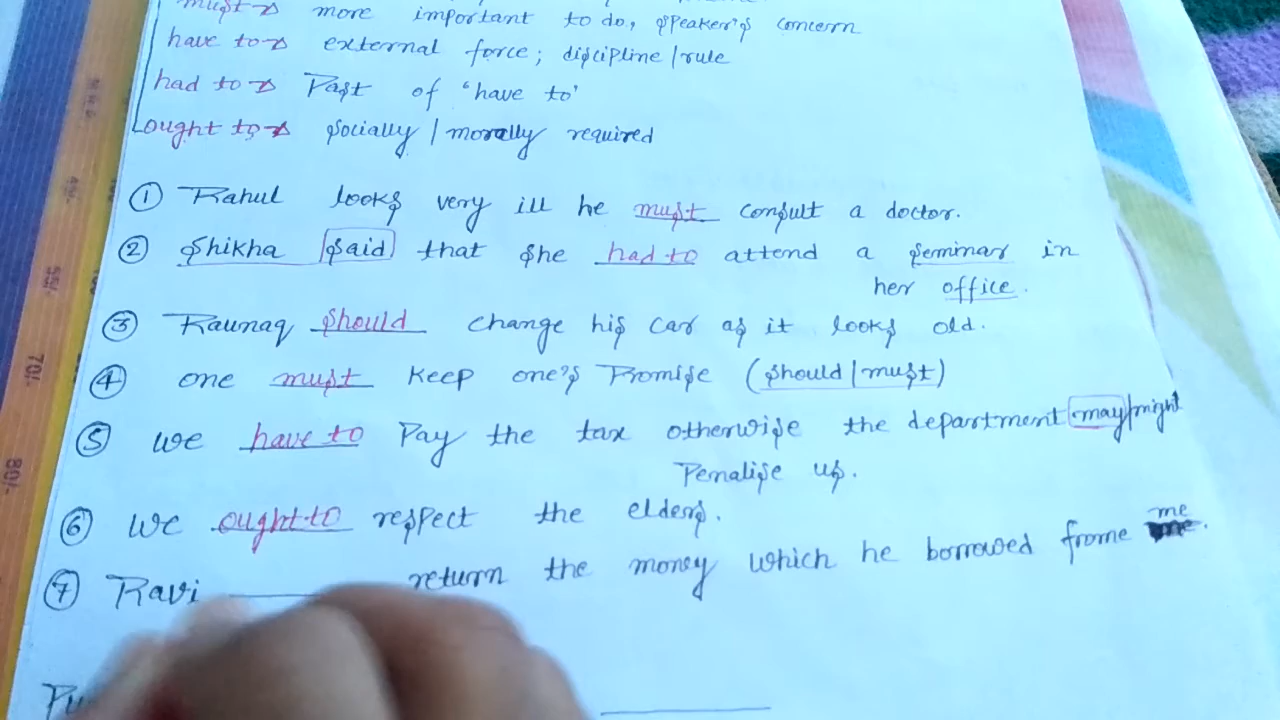 must → more important to do, speaker's concern
have to → external force; discipline/rule
had to → Past of 'have to'
ought to → socially/morally required
① Rahul looks very ill he must consult a doctor.
② Shikha said that she had to attend a seminar in
her office.
③ Raunaq should change his car as it looks old.
④ one must keep one's Promise (should/must)
⑤ we have to Pay the tax otherwise the department may/might
Penalise us.
⑥ we ought to respect the elders.
⑦ Ravi ______ return the money which he borrowed frome me.
70/-
80/-